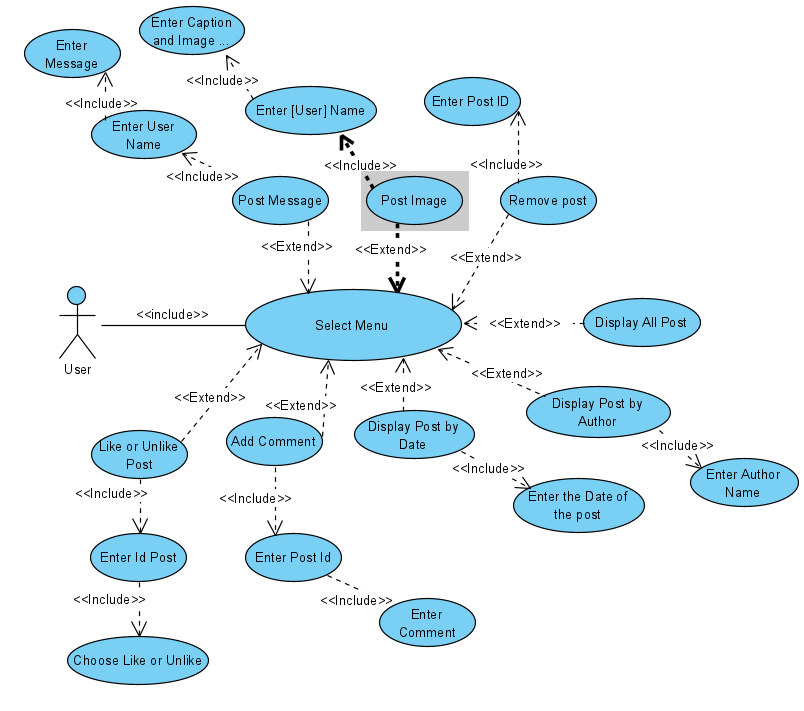 Enter Caption
and Image ...
Enter
Message
<<Include>>
Enter Post ID
<<Include>>
Enter [User] Name
Enter User
Name
<<Include>>
<<Include>>
<<Include>>
Post Message
Post Image
Remove post
<<Extend>>
<<Extend>>
<<Extend>>
<<include>>
Select Menu
<<Extend>>
Display All Post
User
<<Extend>>
<<Extend>>
<<Extend>>
<<Extend>>
Display Post by
Author
Display Post by
Date
Add Comment
Like or Unlike
Post
<<Include>>
<<Include>>
Enter Author
Name
<<Include>>
<<Include>>
Enter the Date of
the post
Enter Id Post
Enter Post Id
<<Include>>
<<Include>>
Enter
Comment
Choose Like or Unlike